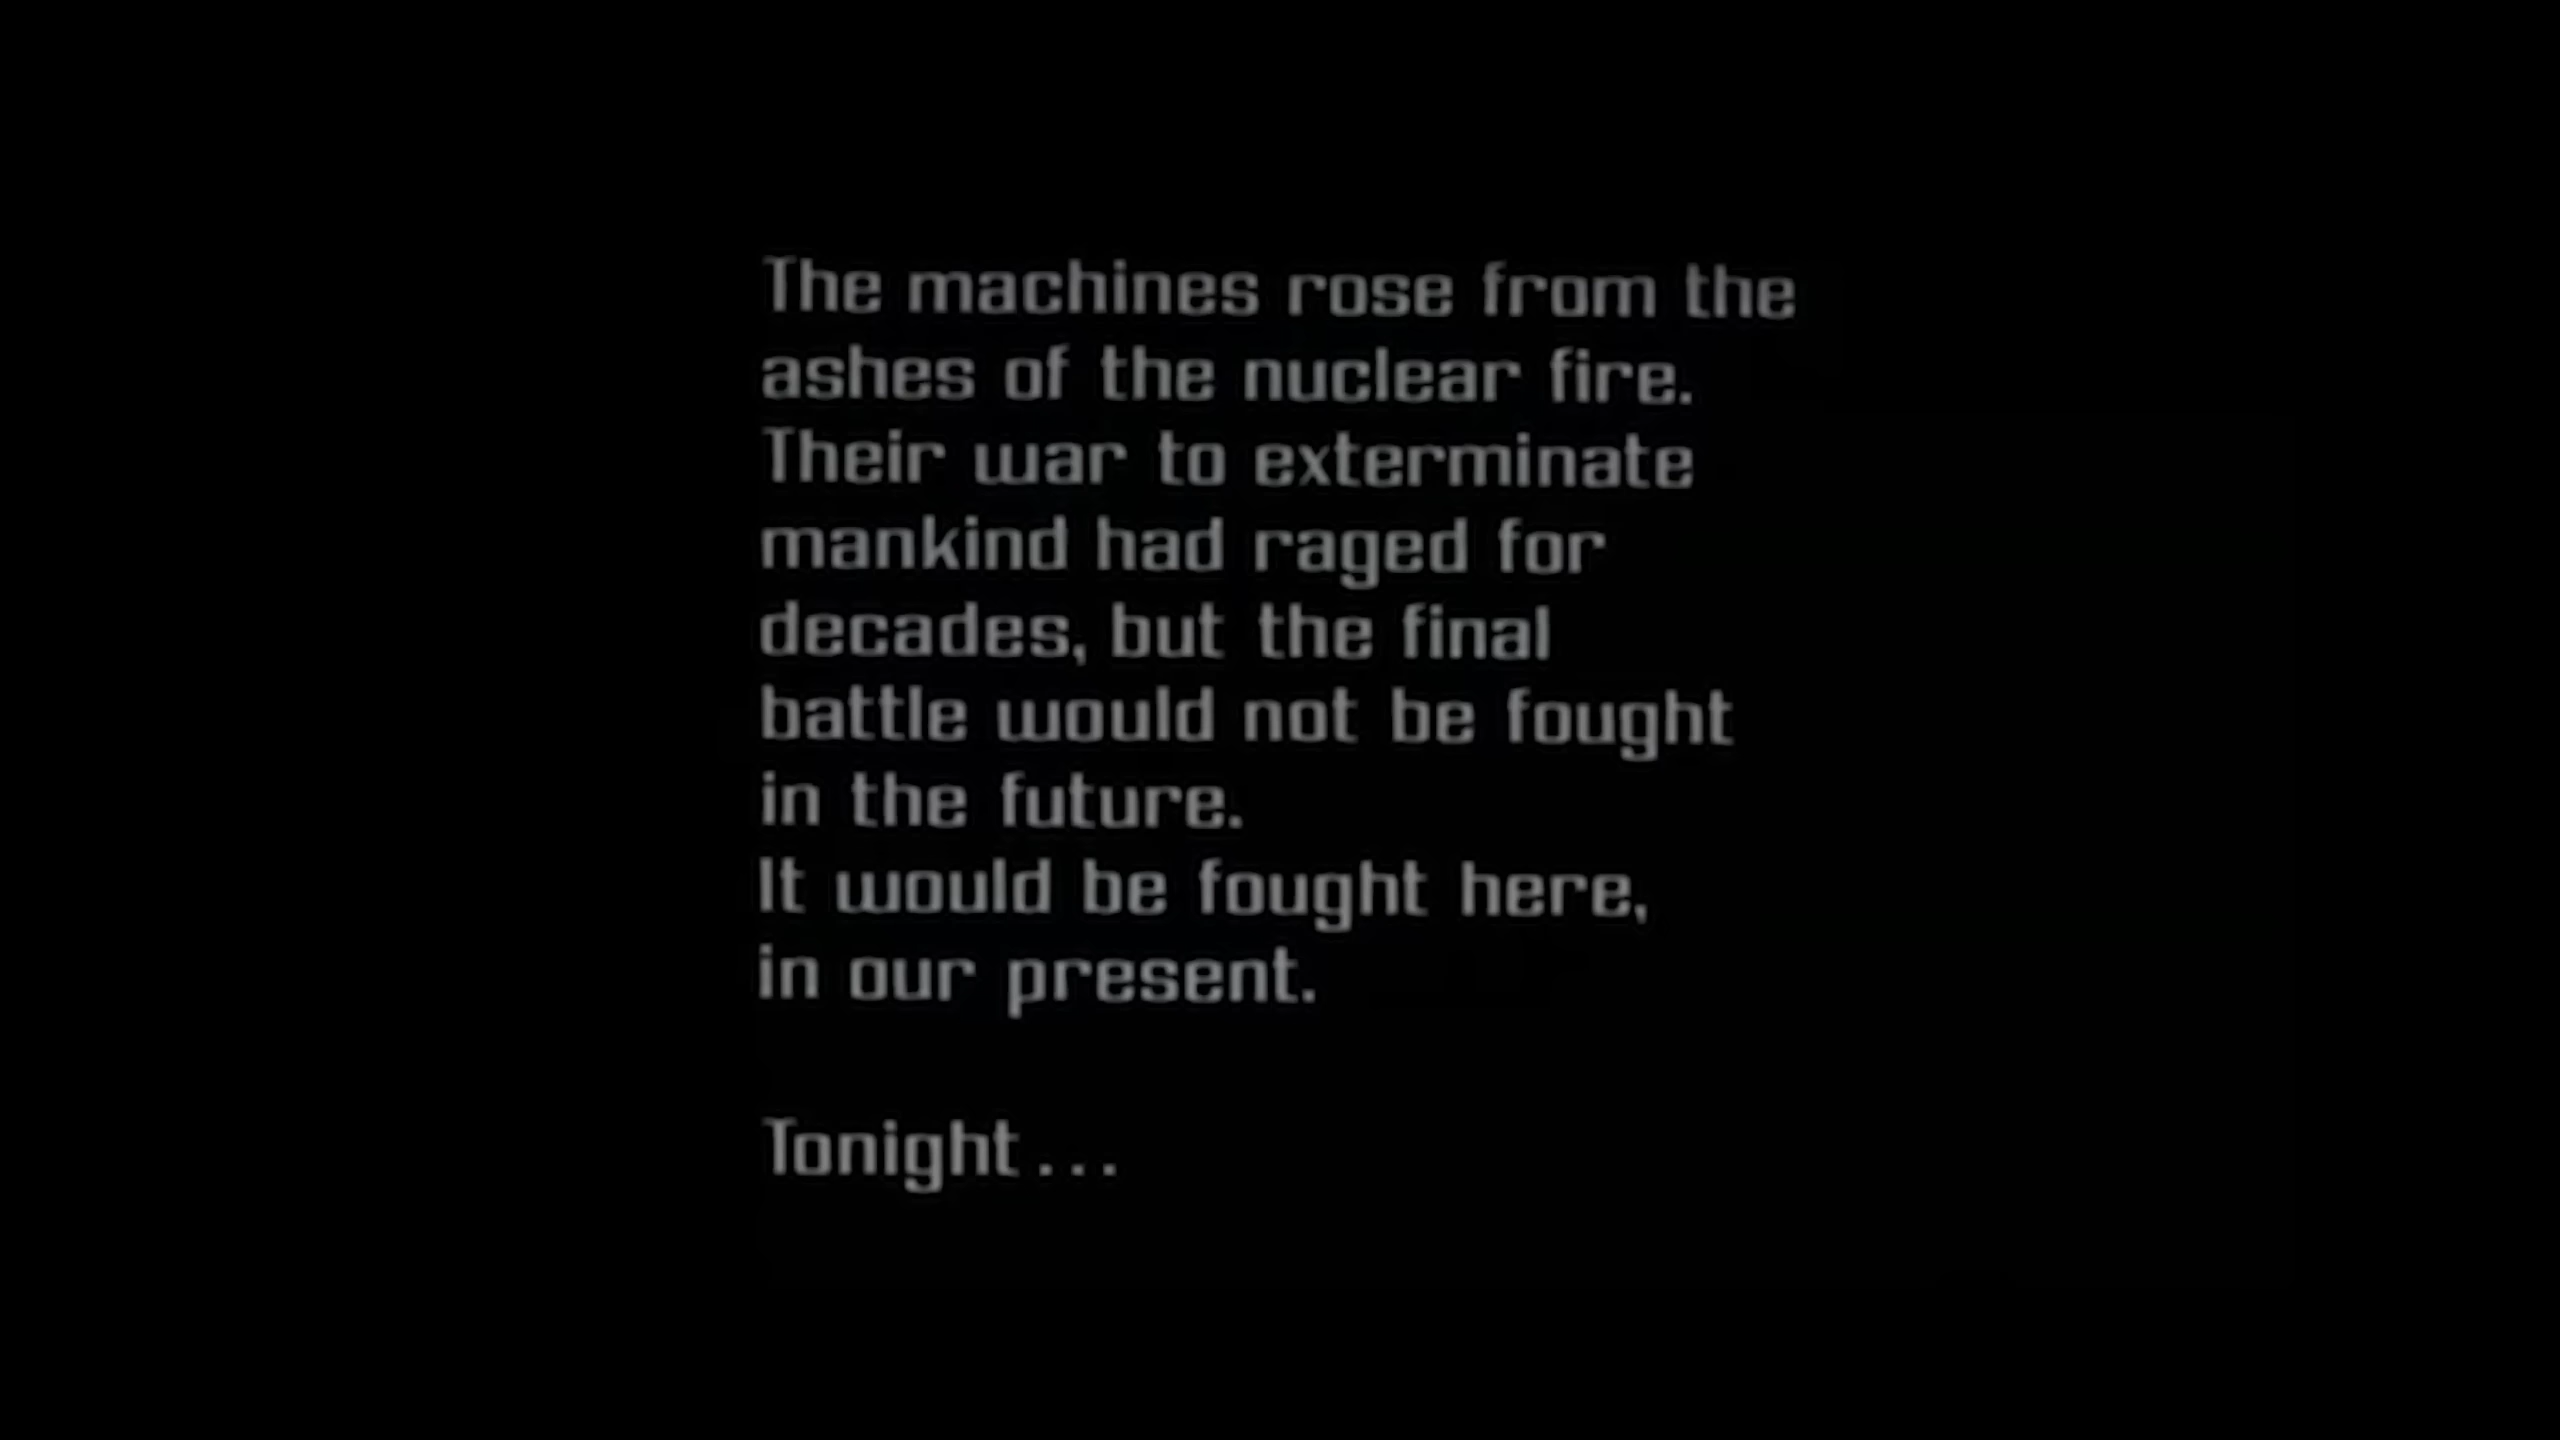 The machines rose from the
ashes of the nuclear fire.
Their war to exterminate
mankind had raged for
decades, but the final
battle would not be fought
in the future.
It would be fought here,
in our present.
Tonight...